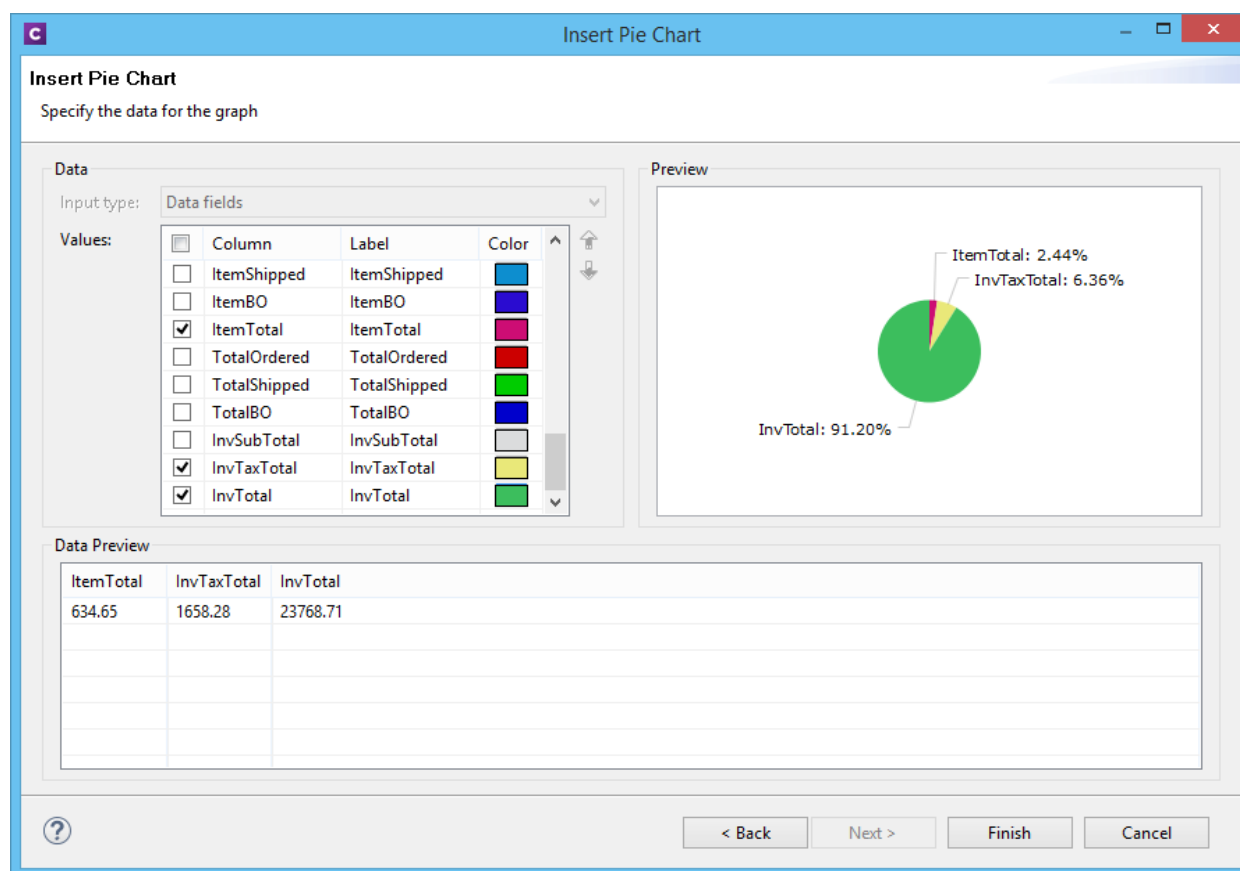 C
Insert Pie Chart
Insert Pie Chart
Specify the data for the graph
Data
Input type: Data fields
Values:
Column Label Color
ItemShipped ItemShipped
ItemBO ItemBO
ItemTotal ItemTotal
TotalOrdered TotalOrdered
TotalShipped TotalShipped
TotalBO TotalBO
InvSubTotal InvSubTotal
InvTaxTotal InvTaxTotal
InvTotal InvTotal
Preview
ItemTotal: 2.44%
InvTaxTotal: 6.36%
InvTotal: 91.20%
Data Preview
ItemTotal InvTaxTotal InvTotal
634.65 1658.28 23768.71
?
< Back Next > Finish Cancel